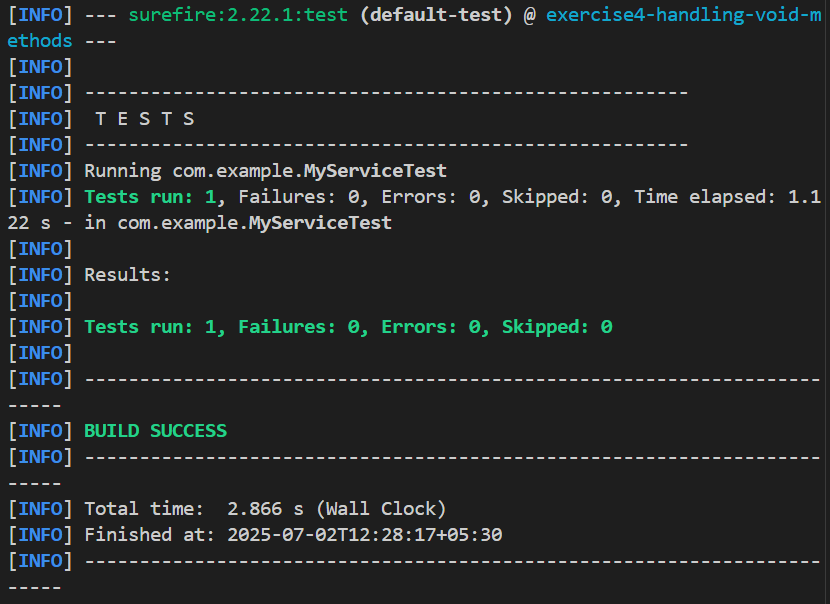 [INFO] --- surefire:2.22.1:test (default-test) @ exercise4-handling-void-m
ethods ---
[INFO]
[INFO] -------------------------------------------------------
[INFO]  T E S T S
[INFO] -------------------------------------------------------
[INFO] Running com.example.MyServiceTest
[INFO] Tests run: 1, Failures: 0, Errors: 0, Skipped: 0, Time elapsed: 1.1
22 s - in com.example.MyServiceTest
[INFO]
[INFO] Results:
[INFO]
[INFO] Tests run: 1, Failures: 0, Errors: 0, Skipped: 0
[INFO]
[INFO] -------------------------------------------------------------------
-----
[INFO] BUILD SUCCESS
[INFO] -------------------------------------------------------------------
-----
[INFO] Total time:  2.866 s (Wall Clock)
[INFO] Finished at: 2025-07-02T12:28:17+05:30
[INFO] -------------------------------------------------------------------
-----